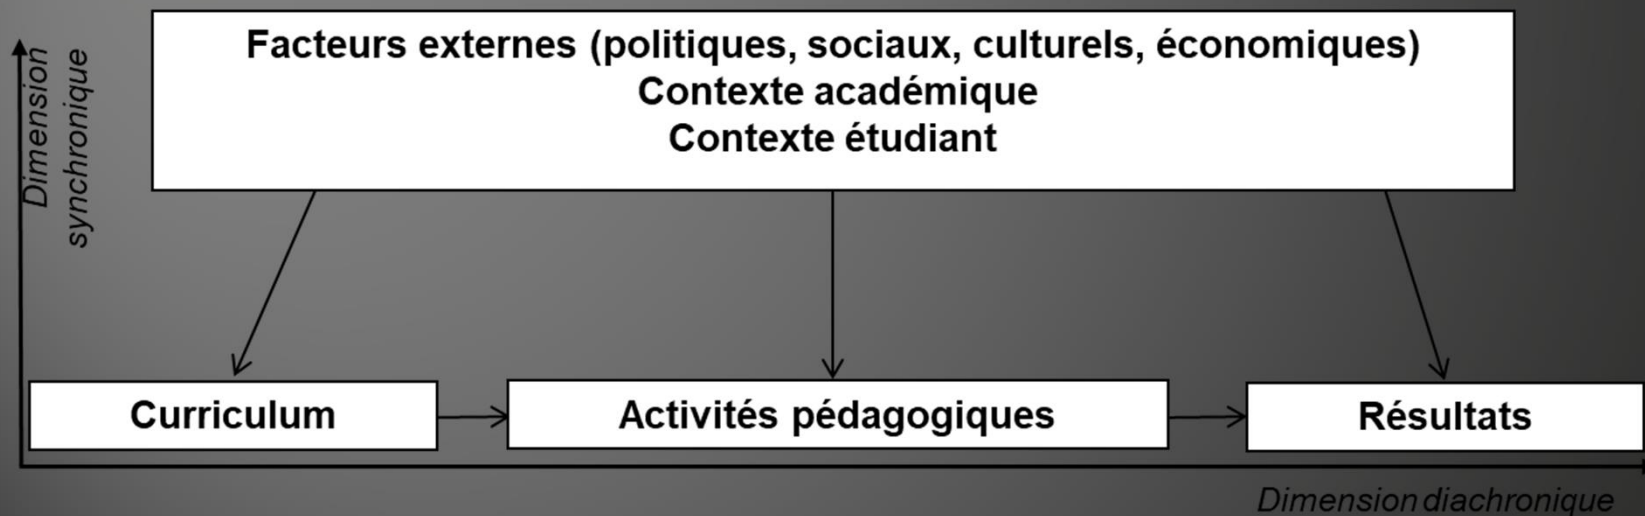 Facteurs externes (politiques, sociaux, culturels, économiques)
Contexte académique
Contexte étudiant
Dimension
synchronique
Curriculum
Activités pédagogiques
Résultats
Dimension diachronique